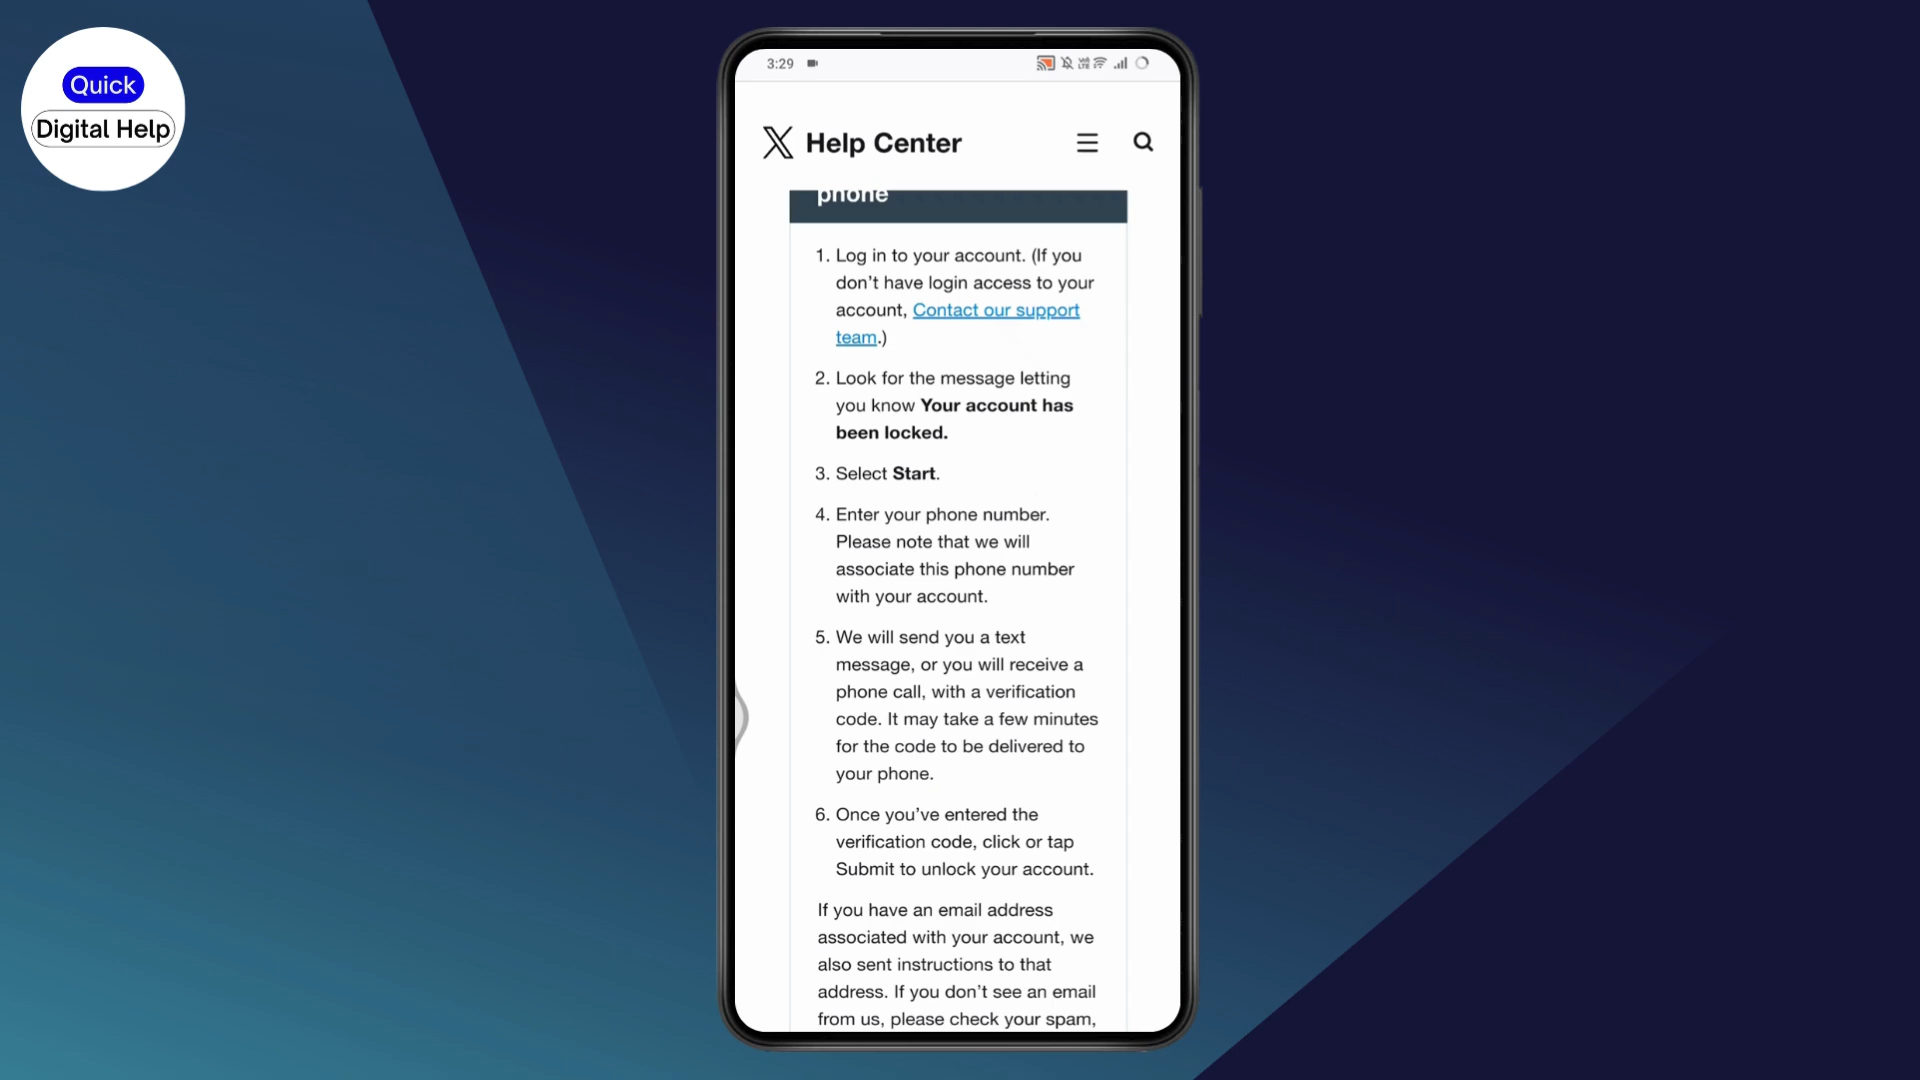 Quick
Digital Help
3:29
Help Center
phone
1. Log in to your account. (If you
don’t have login access to your
account, Contact our support
team.)
2. Look for the message letting
you know Your account has
been locked.
3. Select Start.
4. Enter your phone number.
Please note that we will
associate this phone number
with your account.
5. We will send you a text
message, or you will receive a
phone call, with a verification
code. It may take a few minutes
for the code to be delivered to
your phone.
6. Once you’ve entered the
verification code, click or tap
Submit to unlock your account.
If you have an email address
associated with your account, we
also sent instructions to that
address. If you don’t see an email
from us, please check your spam,